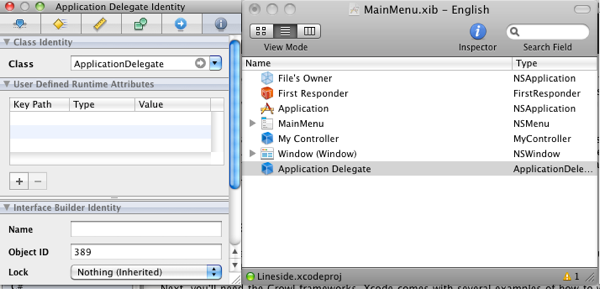 Application Delegate Identity
Class Identity
Class ApplicationDelegate
User Defined Runtime Attributes
Key Path Type Value
Interface Builder Identity
Name
Object ID 389
Lock Nothing (Inherited)
MainMenu.xib – English
View Mode Inspector Search Field
Name Type
File's Owner NSApplication
First Responder FirstResponder
Application NSApplication
MainMenu NSMenu
My Controller MyController
Window (Window) NSWindow
Application Delegate ApplicationDele...
Lineside.xcodeproj 1
Next, you'll need the Growl frameworks. Xcode comes with several examples of how to